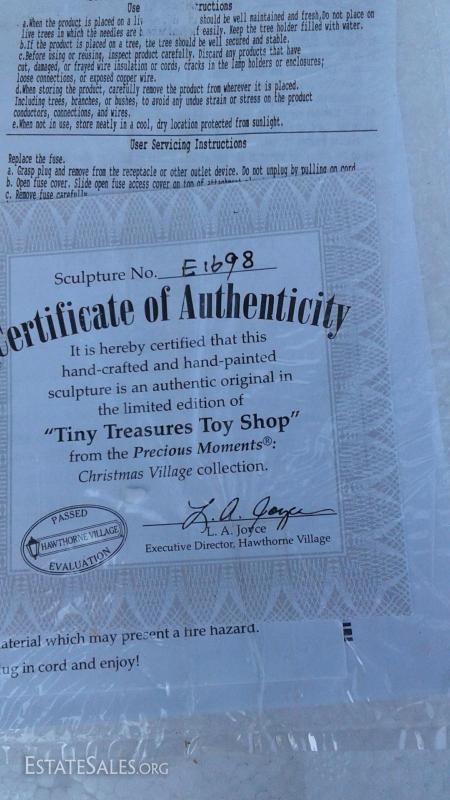 Use ructions
a.When the product is placed on a li should be well maintained and fresh,Do not place on
live trees in which the needles are f easily. Keep the tree holder filled with water.
b.If the product is placed on a tree, the tree should be well secured and stable.
c.Before using or reusing, inspect product carefully. Discard any products that have
cut, damaged, or frayed wire insulation or cords, cracks in the lamp holders or enclosures;
loose connections, or exposed copper wire.
d.When storing the product, carefully remove the product from wherever it is placed.
Including trees, branches, or bushes, to avoid any undue strain or stress on the product
conductors, connections, and wires.
e.When not in use, store neatly in a cool, dry location protected from sunlight.
User Servicing Instructions
Replace the fuse.
a. Grasp plug and remove from the receptacle or other outlet device. Do not unplug by pulling on cord
b. Open fuse cover. Slide open fuse access cover on top of
c. Remove fuse carefully
Sculpture No. E1698
Certificate of Authenticity
It is hereby certified that this
hand-crafted and hand-painted
sculpture is an authentic original in
the limited edition of
“Tiny Treasures Toy Shop”
from the Precious Moments®:
Christmas Village collection.
L. A. Joyce
L. A. Joyce
Executive Director, Hawthorne Village
PASSED
HAWTHORNE VILLAGE
EVALUATION
aterial which may present a fire hazard.
ug in cord and enjoy!
ESTATESALES.ORG